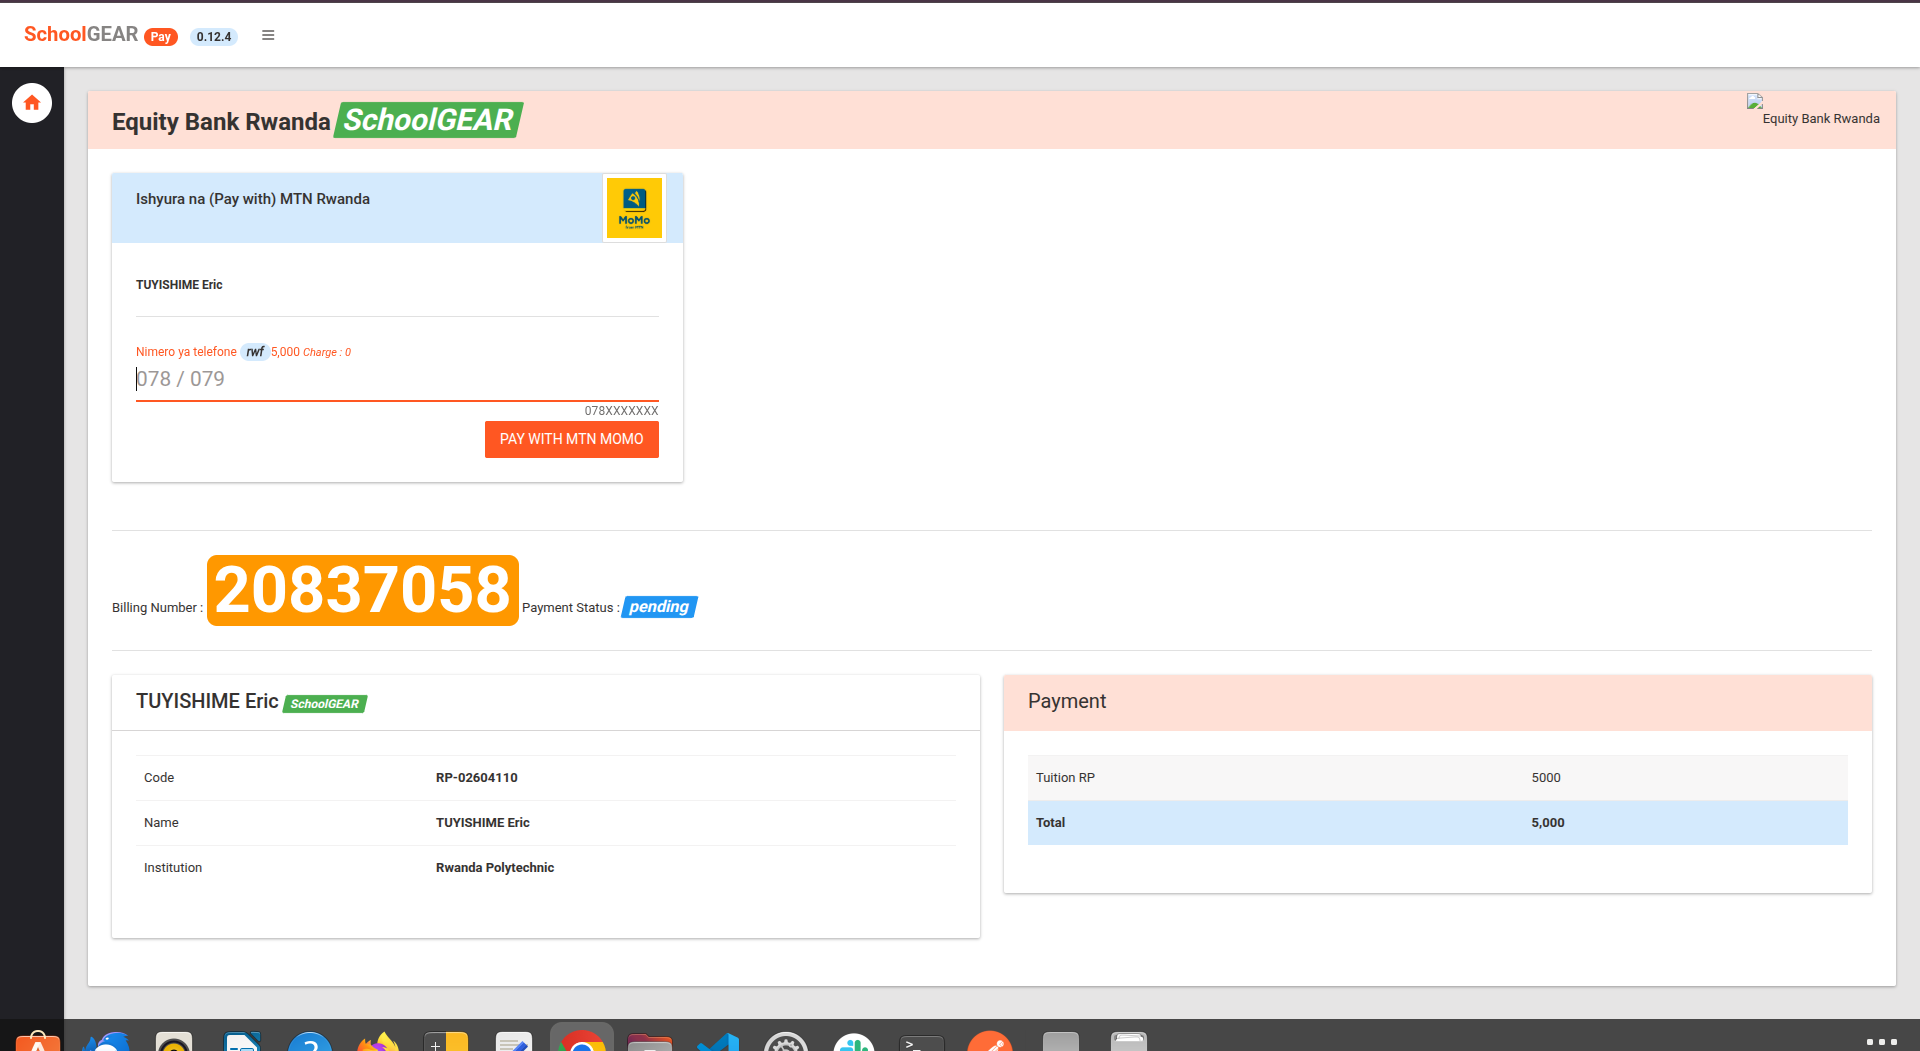 SchoolGEAR Pay 0.12.4
Equity Bank Rwanda SchoolGEAR
Equity Bank Rwanda
Ishyura na (Pay with) MTN Rwanda
MoMo
from MTN
TUYISHIME Eric
Nimero ya telefone rwf 5,000 Charge : 0
078 / 079
078XXXXXXX
PAY WITH MTN MOMO
Billing Number : 20837058 Payment Status : pending
TUYISHIME Eric SchoolGEAR
Code RP-02604110
Name TUYISHIME Eric
Institution Rwanda Polytechnic
Payment
Tuition RP 5000
Total 5,000